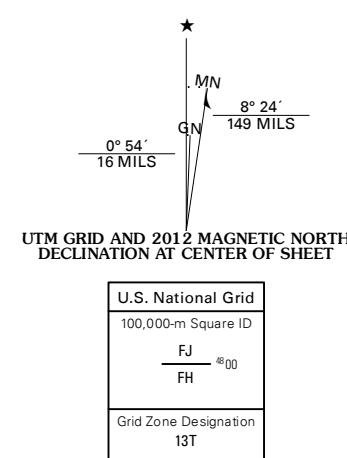 ★
MN
GN
8° 24´
149 MILS
0° 54´
16 MILS
UTM GRID AND 2012 MAGNETIC NORTH
DECLINATION AT CENTER OF SHEET
U.S. National Grid
100,000-m Square ID
FJ
4800
FH
Grid Zone Designation
13T